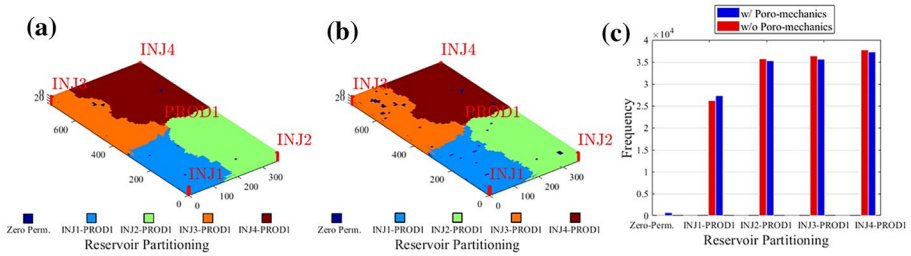 (a)
INJ4
INJ3
0
20
PROD1
600
INJ2
400
200
INJ1
300
200
100
0
0
Zero Perm.
INJ1-PROD1
INJ2-PROD1
INJ3-PROD1
INJ4-PROD1
Reservoir Partitioning
(b)
INJ4
INJ3
0
20
PROD1
600
INJ2
400
200
INJ1
300
200
100
0
0
Zero Perm.
INJ1-PROD1
INJ2-PROD1
INJ3-PROD1
INJ4-PROD1
Reservoir Partitioning
(c)
w/ Poro-mechanics
w/o Poro-mechanics
×10⁴
4
3.5
3
2.5
2
1.5
1
0.5
0
Frequency
Zero-Perm.
INJ1-PROD1
INJ2-PROD1
INJ3-PROD1
INJ4-PROD1
Reservoir Partitioning